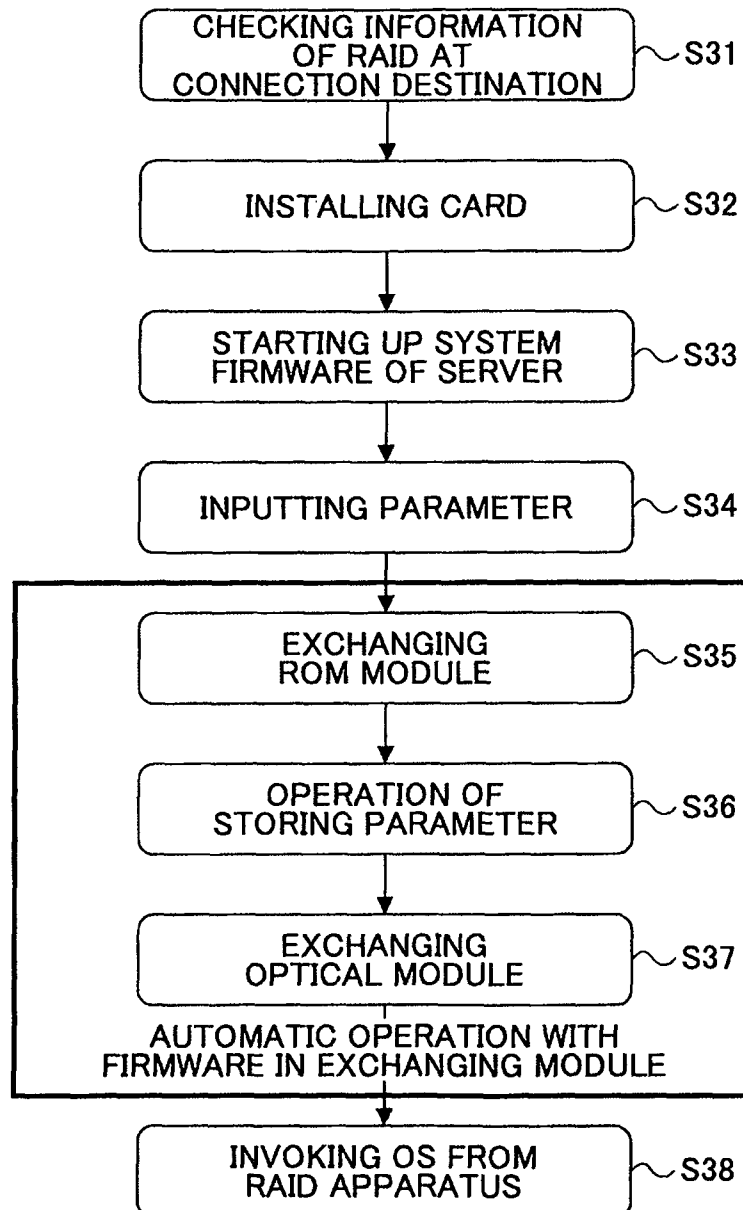 CHECKING INFORMATION
OF RAID AT
CONNECTION DESTINATION
S31
INSTALLING CARD
S32
STARTING UP SYSTEM
FIRMWARE OF SERVER
S33
INPUTTING PARAMETER
S34
EXCHANGING
ROM MODULE
S35
OPERATION OF
STORING PARAMETER
S36
EXCHANGING
OPTICAL MODULE
S37
AUTOMATIC OPERATION WITH
FIRMWARE IN EXCHANGING MODULE
INVOKING OS FROM
RAID APPARATUS
S38